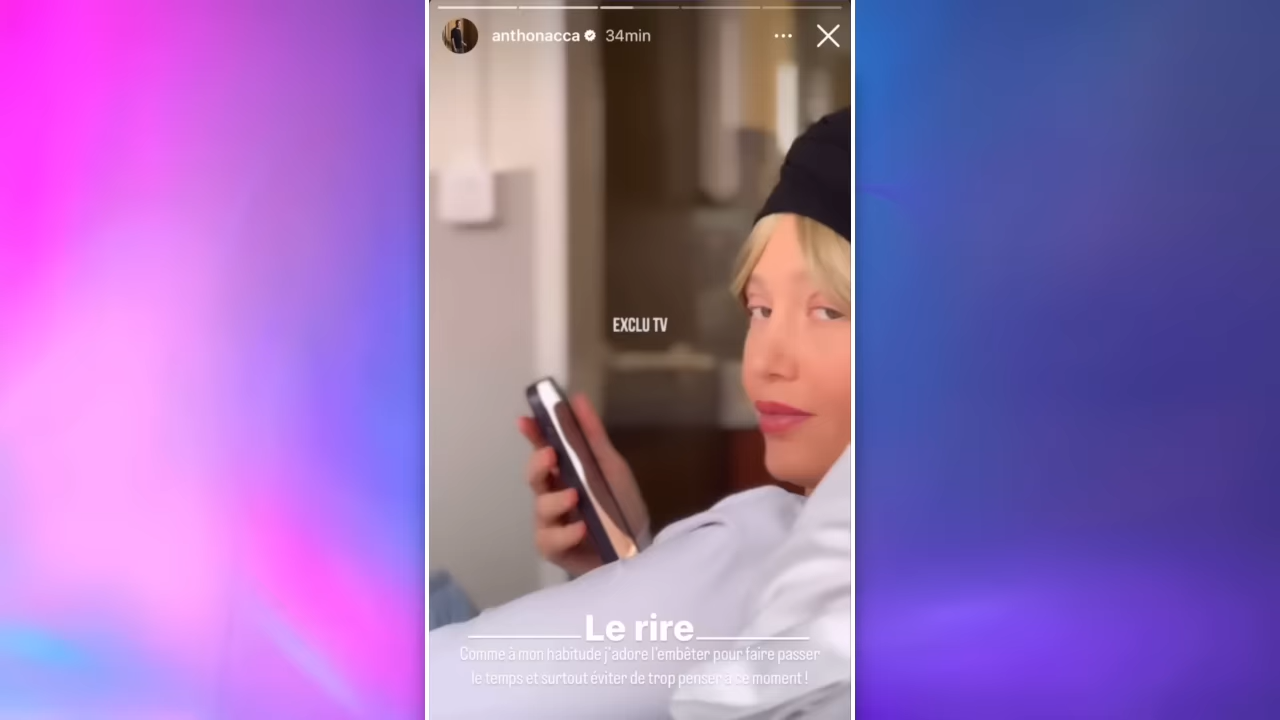 anthonacca 34min
EXCLU TV
Le rire
Comme à mon habitude j'adore l'embêter pour faire passer
le temps et surtout éviter de trop penser à ce moment !